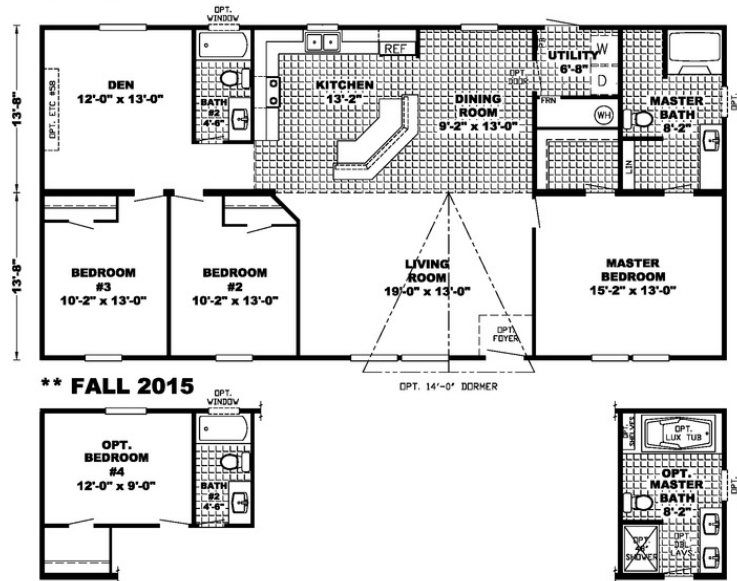 OPT.
WINDOW
DEN
12'-0" x 13'-0"
OPT. ETC #58
BATH
#2
4'-6"
REF
KITCHEN
13'-2"
DINING
ROOM
9'-2" x 13'-0"
OPT
DOOR
PB
UTILITY
6'-8"
W
D
FRN
WH
MASTER
BATH
8'-2"
OPT.
LIN
13'-8"
13'-8"
BEDROOM
#3
10'-2" x 13'-0"
BEDROOM
#2
10'-2" x 13'-0"
LIVING
ROOM
19'-0" x 13'-0"
OPT.
FOYER
MASTER
BEDROOM
15'-2" x 13'-0"
OPT. 14'-0" DORMER
** FALL 2015
OPT.
WINDOW
OPT.
BEDROOM
#4
12'-0" x 9'-0"
BATH
#2
4'-6"
OPT.
SHELVES
OPT.
LUX TUB
OPT.
OPT.
MASTER
BATH
8'-2"
OPT
48"
SHOWER
OPT
DBL
LAVS